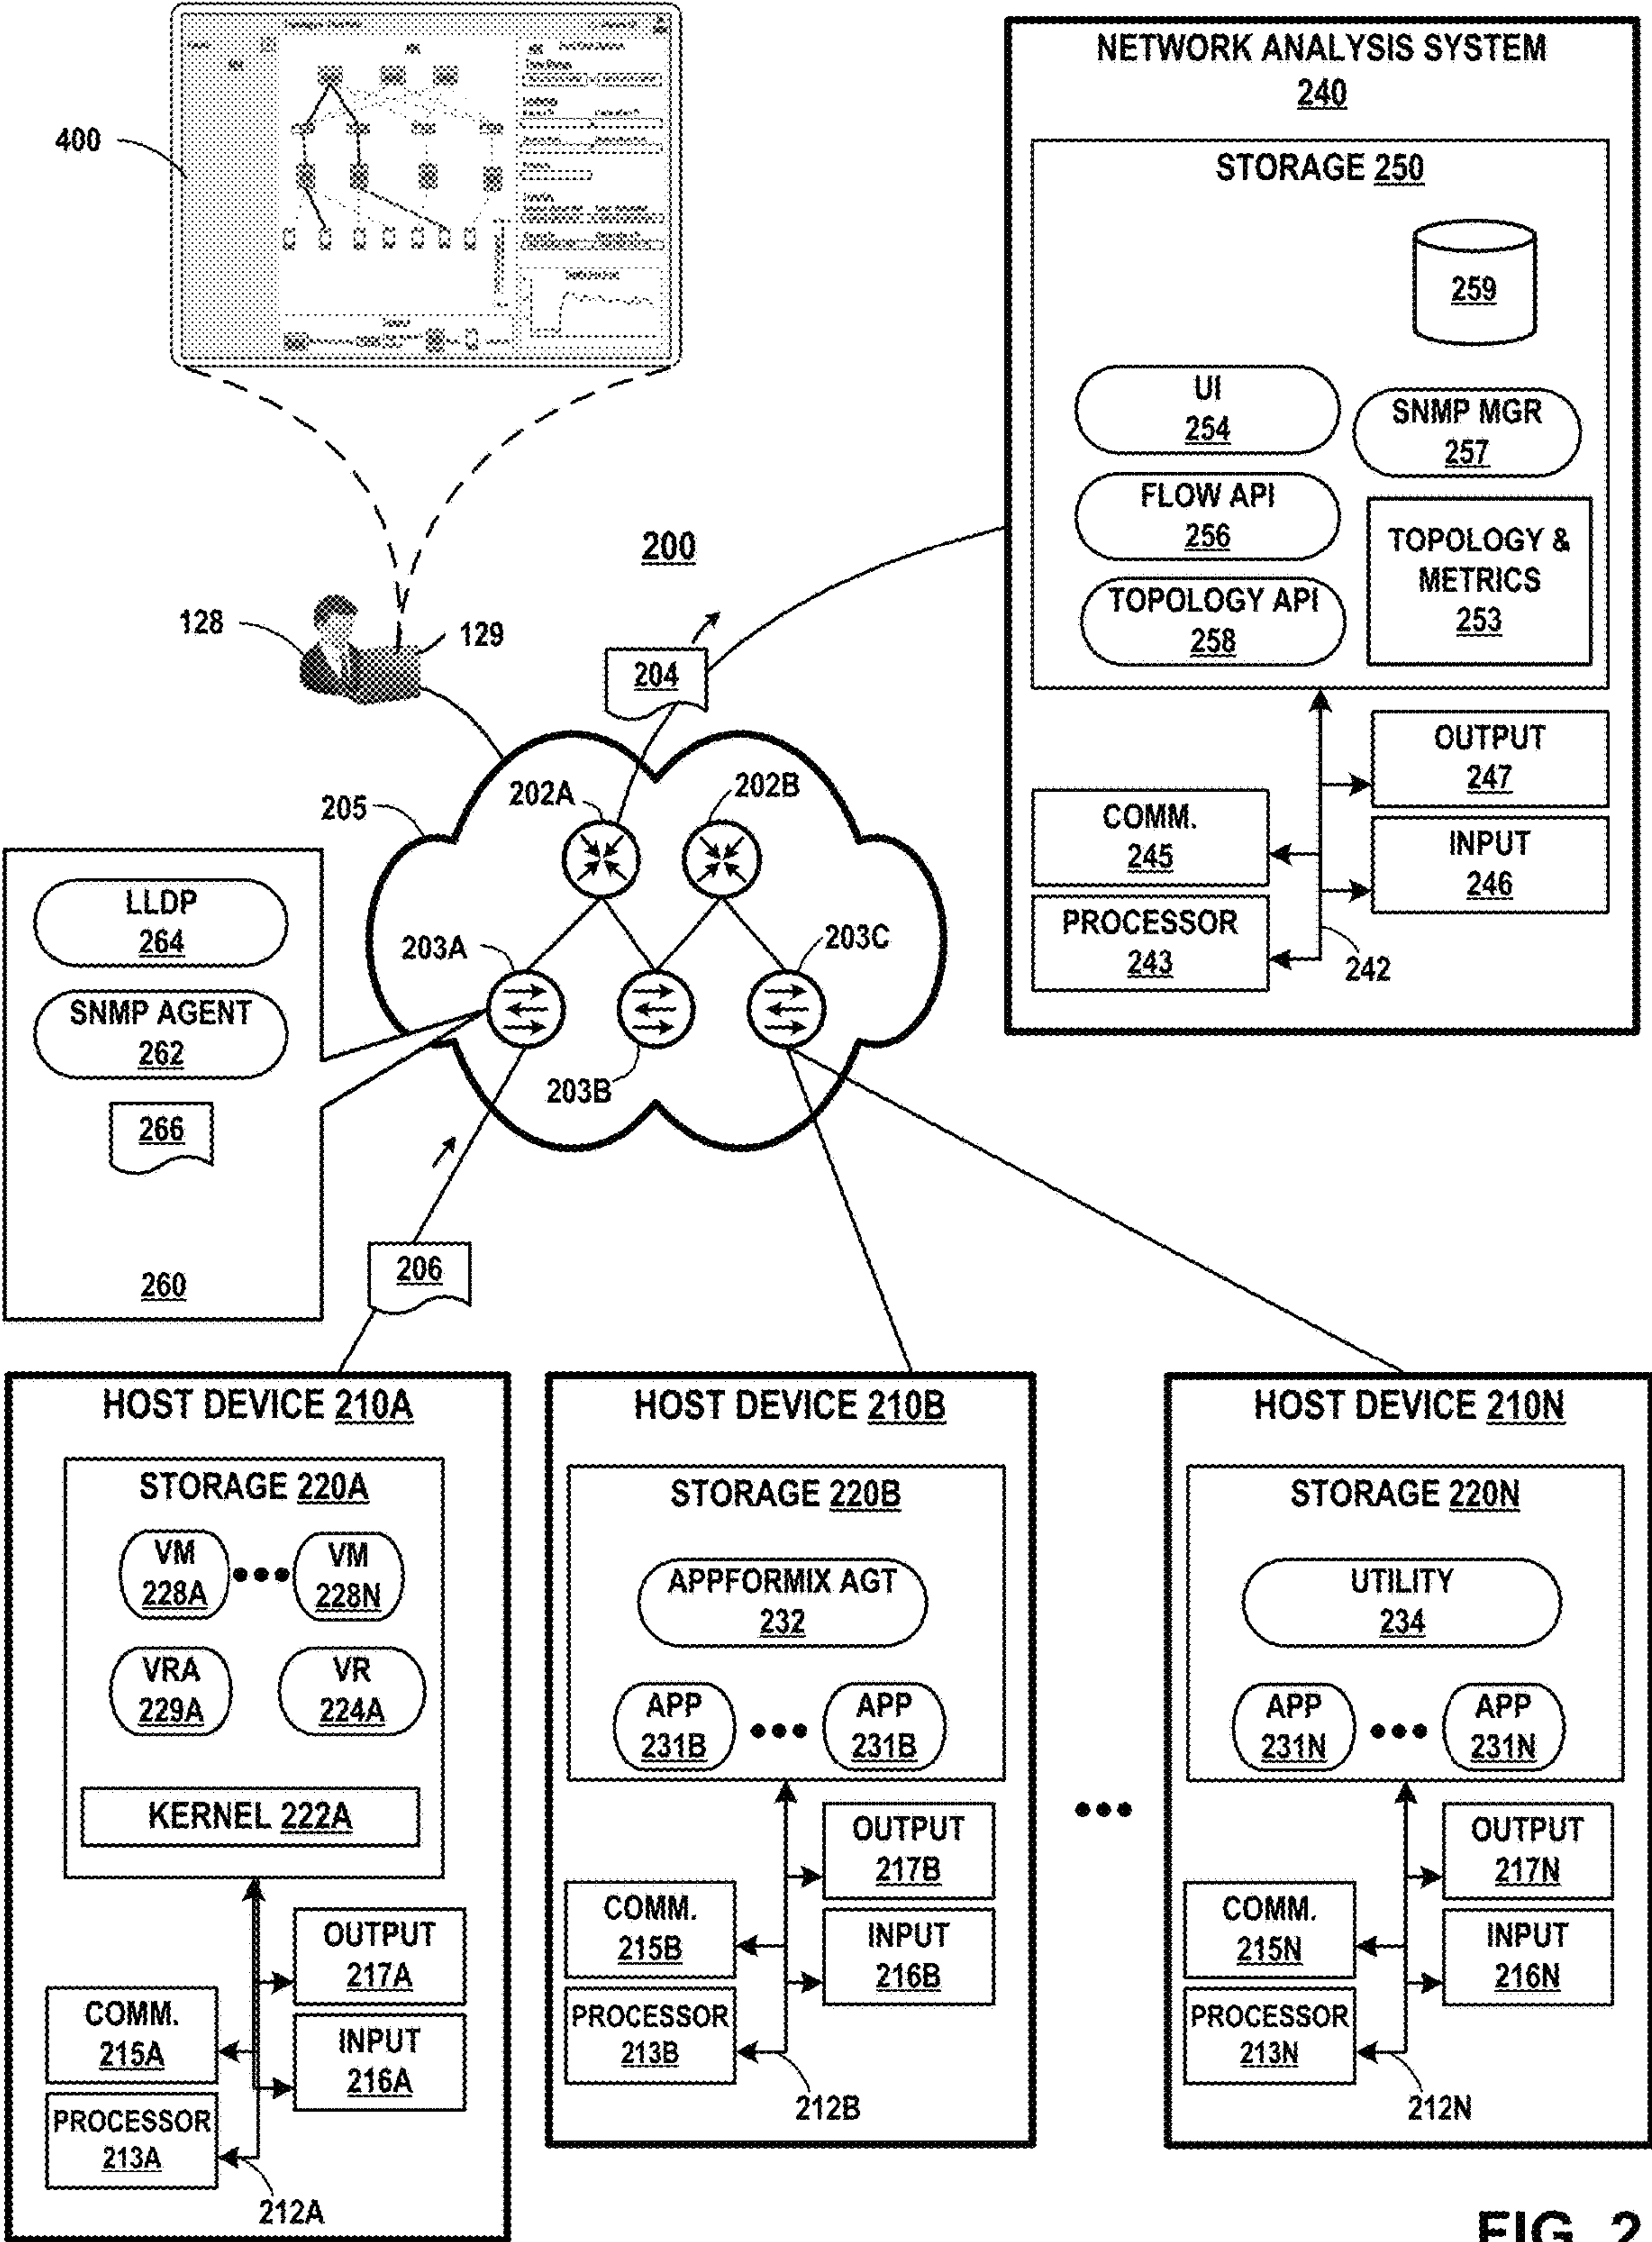 NETWORK ANALYSIS SYSTEM
240
STORAGE 250
259
UI
254
SNMP MGR
257
FLOW API
256
TOPOLOGY &
METRICS
253
TOPOLOGY API
258
OUTPUT
247
COMM.
245
INPUT
246
PROCESSOR
243
242
400
200
128
129
204
205
202A
202B
203A
203C
203B
LLDP
264
SNMP AGENT
262
266
260
206
HOST DEVICE 210A
STORAGE 220A
VM
228A
VM
228N
VRA
229A
VR
224A
KERNEL 222A
OUTPUT
217A
COMM.
215A
INPUT
216A
PROCESSOR
213A
212A
HOST DEVICE 210B
STORAGE 220B
APPFORMIX AGT
232
APP
231B
APP
231B
OUTPUT
217B
COMM.
215B
INPUT
216B
PROCESSOR
213B
212B
HOST DEVICE 210N
STORAGE 220N
UTILITY
234
APP
231N
APP
231N
OUTPUT
217N
COMM.
215N
INPUT
216N
PROCESSOR
213N
212N
FIG. 2